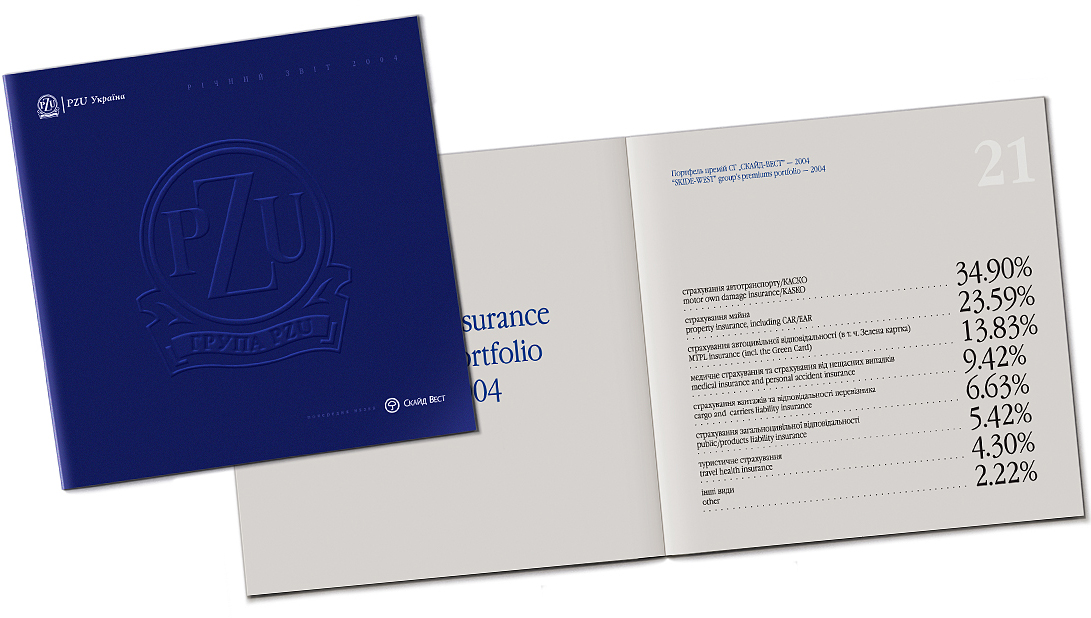 РІЧНИЙ ЗВІТ 2004
PZU
PZU Україна
PZU
ГРУПА PZU
СКАЙД ВЕСТ
surance
ortfolio
04
21
Портфель премій СГ „СКАЙД-ВЕСТ” — 2004
"SKIDE-WEST" group's premiums portfolio — 2004
страхування автотранспорту/КАСКО
motor own damage insurance/KASKO
34.90%
страхування майна
property insurance, including CAR/EAR
23.59%
страхування автоцивільної відповідальності (в т. ч. Зелена картка)
MTPL insurance (incl. the Green Card)
13.83%
медичне страхування та страхування від нещасних випадків
medical insurance and personal accident insurance
9.42%
страхування вантажів та відповідальності перевізника
cargo and carriers liability insurance
6.63%
страхування загальноцивільної відповідальності
public/products liability insurance
5.42%
туристичне страхування
travel health insurance
4.30%
інші види
other
2.22%